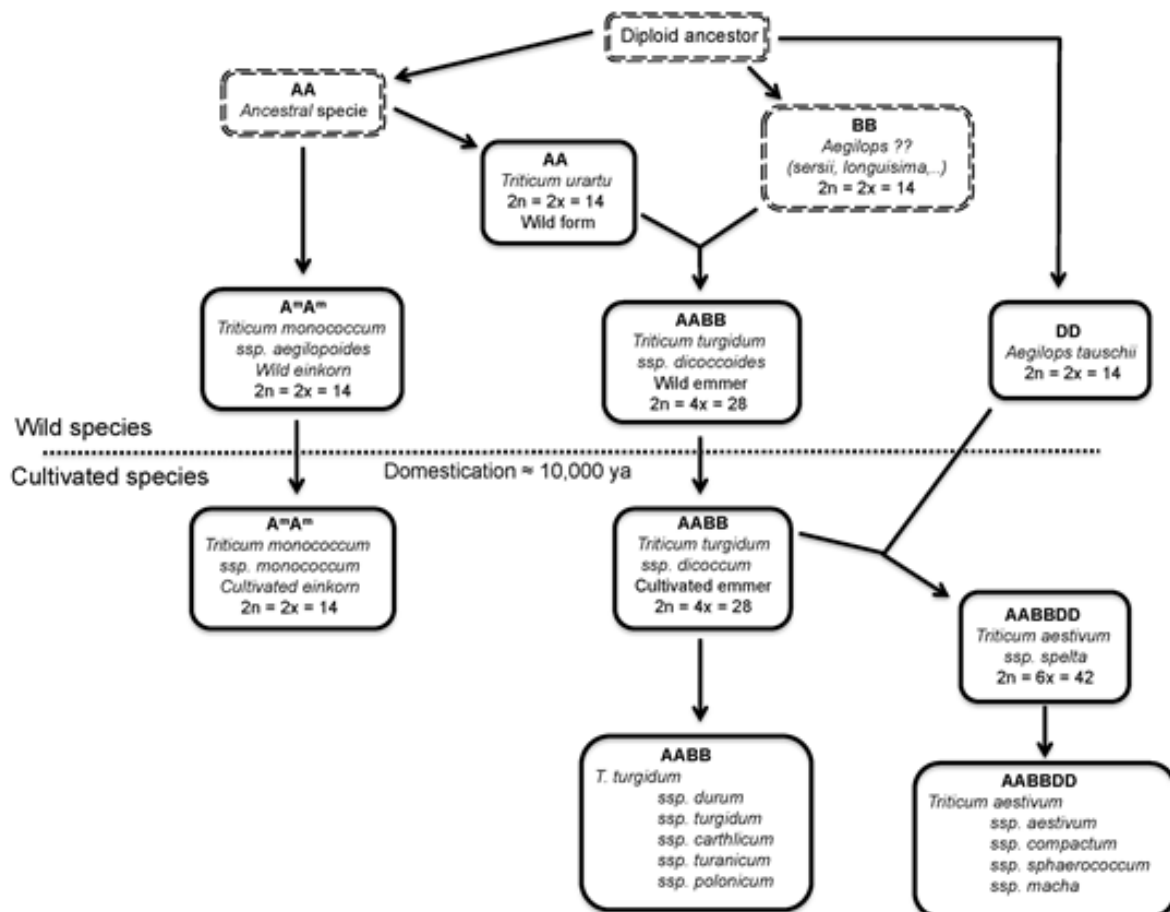 Diploid ancestor
AA
Ancestral specie
BB
Aegilops ??
(sersii, longuisima,..)
2n = 2x = 14
AA
Triticum urartu
2n = 2x = 14
Wild form
AᵐAᵐ
Triticum monococcum
ssp. aegilopoides
Wild einkorn
2n = 2x = 14
AABB
Triticum turgidum
ssp. dicoccoides
Wild emmer
2n = 4x = 28
DD
Aegilops tauschii
2n = 2x = 14
Wild species
Cultivated species
Domestication ≈ 10,000 ya
AᵐAᵐ
Triticum monococcum
ssp. monococcum
Cultivated einkorn
2n = 2x = 14
AABB
Triticum turgidum
ssp. dicoccum
Cultivated emmer
2n = 4x = 28
AABBDD
Triticum aestivum
ssp. spelta
2n = 6x = 42
AABB
T. turgidum
ssp. durum
ssp. turgidum
ssp. carthlicum
ssp. turanicum
ssp. polonicum
AABBDD
Triticum aestivum
ssp. aestivum
ssp. compactum
ssp. sphaerococcum
ssp. macha